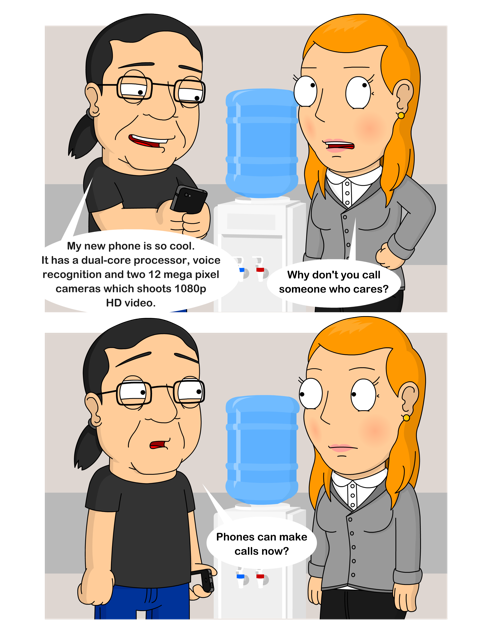 My new phone is so cool.
It has a dual-core processor, voice
recognition and two 12 mega pixel
cameras which shoots 1080p
HD video.
Why don't you call
someone who cares?
Phones can make
calls now?